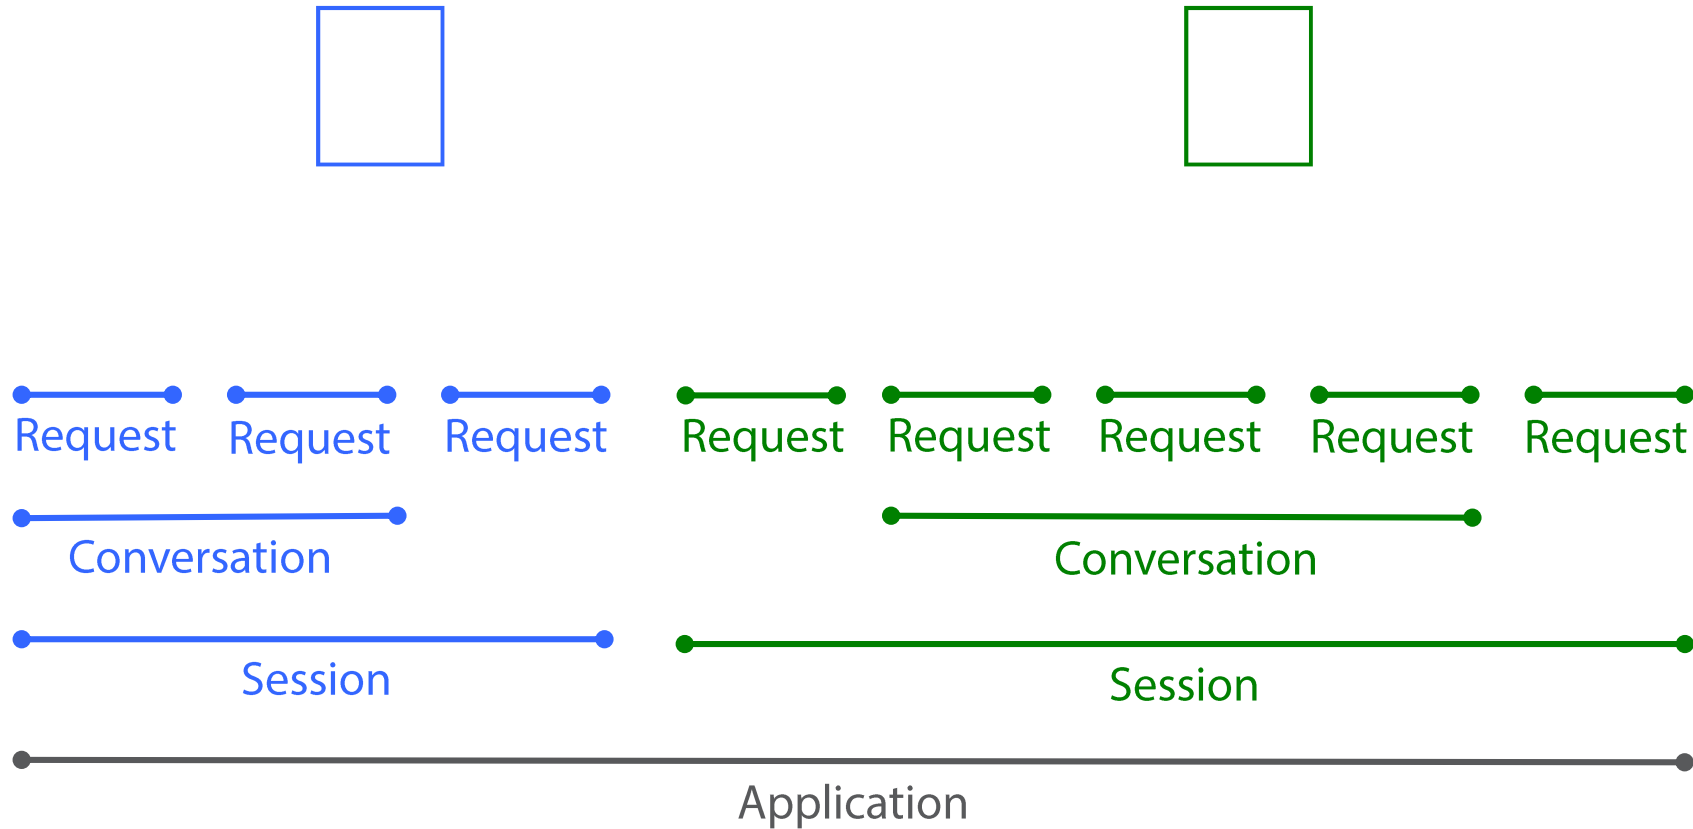 Request Request Request Request Request Request Request Request
Conversation Conversation
Session Session
Application